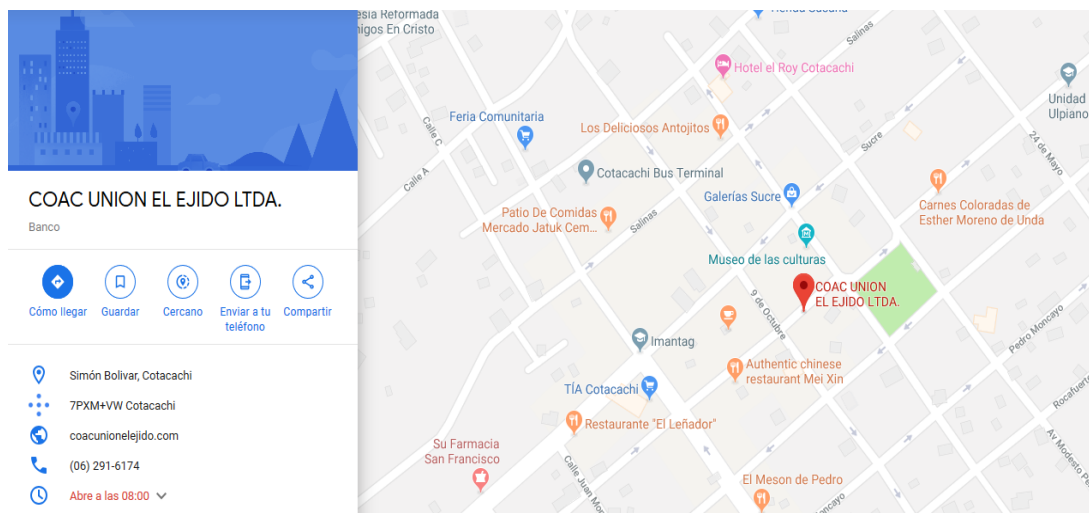 COAC UNION EL EJIDO LTDA.
Banco
Cómo llegar
Guardar
Cercano
Enviar a tu
teléfono
Compartir
Simón Bolivar, Cotacachi
7PXM+VW Cotacachi
coacunionelejido.com
(06) 291-6174
Abre a las 08:00
Reformada
En Cristo
Salinas
Hotel el Roy Cotacachi
Unidad
Ulpiano
Feria Comunitaria
Calle C
Los Deliciosos Antojitos
Sucre
24 de Mayo
Calle A
Cotacachi Bus Terminal
Galerías Sucre
Carnes Coloradas de
Esther Moreno de Unda
Patio De Comidas
Mercado Jatuk Cem...
Salinas
Museo de las culturas
COAC UNION
EL EJIDO LTDA.
9 de Octubre
Pedro Moncayo
Imantag
Authentic chinese
restaurant Mei Xin
Rocafuerte
TÍA Cotacachi
Restaurante "El Leñador"
Su Farmacia
San Francisco
Av Modesto
Calle Juan
El Meson de Pedro